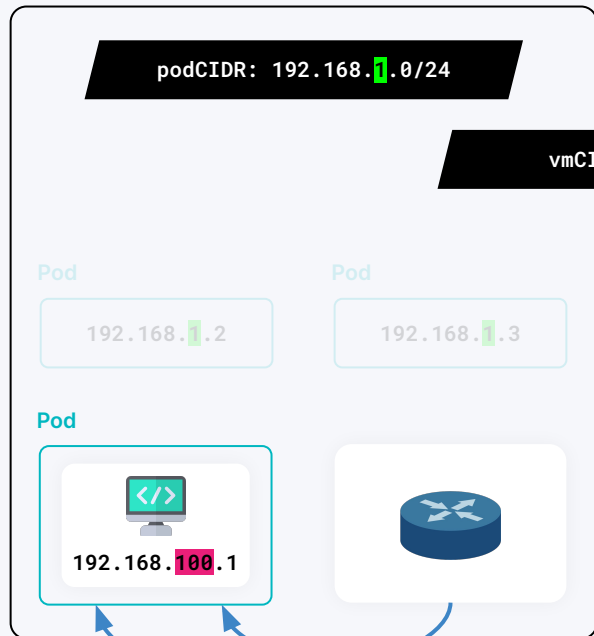 podCIDR: 192.168.1.0/24
vmCI
Pod
Pod
192.168.1.2
192.168.1.3
Pod
</>
192.168.100.1